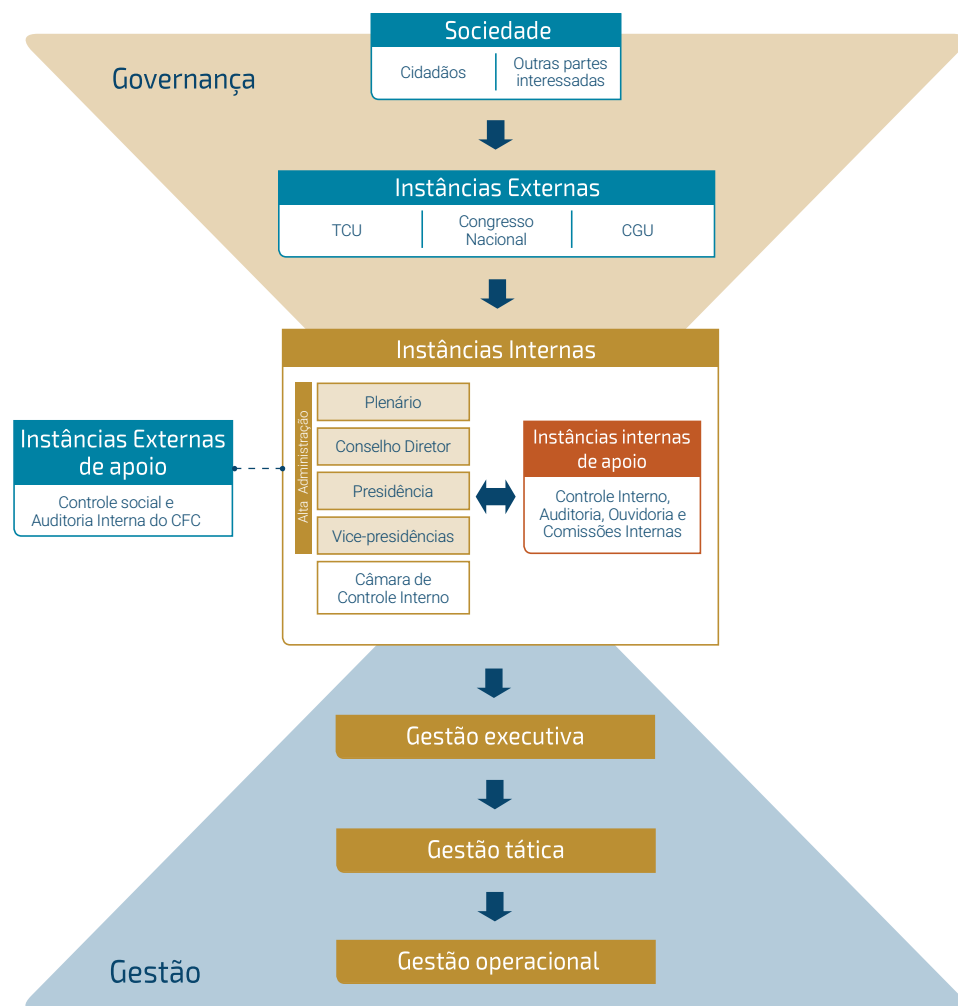 Sociedade
Cidadãos
Outras partes
interessadas
Governança
Instâncias Externas
TCU
Congresso
Nacional
CGU
Instâncias Internas
Alta Administração
Plenário
Conselho Diretor
Presidência
Vice-presidências
Câmara de
Controle Interno
Instâncias internas
de apoio
Controle Interno,
Auditoria, Ouvidoria e
Comissões Internas
Instâncias Externas
de apoio
Controle social e
Auditoria Interna do CFC
Gestão executiva
Gestão tática
Gestão operacional
Gestão